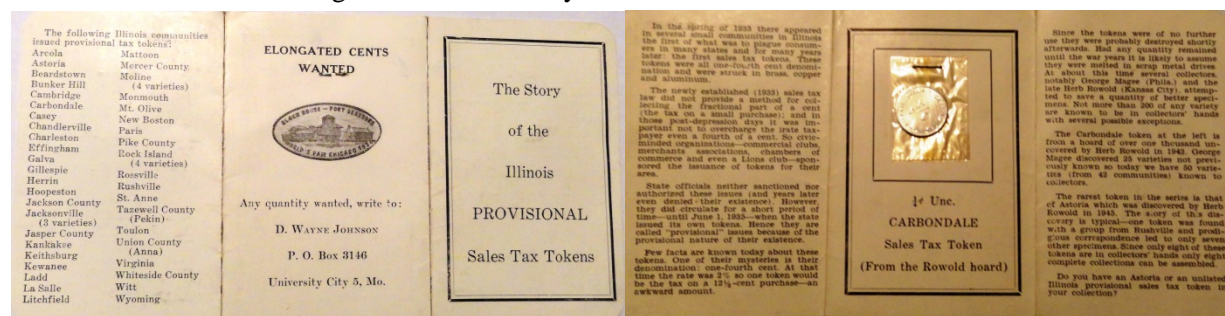 The following Illinois communities
issued provisional tax tokens:
Arcola
Astoria
Beardstown
Bunker Hill
Cambridge
Carbondale
Casey
Chandlerville
Charleston
Effingham
Galva
Gillespie
Herrin
Hoopeston
Jackson County
Jacksonville
(3 varieties)
Jasper County
Kankakee
Keithsburg
Kewanee
Ladd
La Salle
Litchfield
Mattoon
Mercer County
Moline
(4 varieties)
Monmouth
Mt. Olive
New Boston
Paris
Pike County
Rock Island
(4 varieties)
Rossville
Rushville
St. Anne
Tazewell County
(Pekin)
Toulon
Union County
(Anna)
Virginia
Whiteside County
Witt
Wyoming
ELONGATED CENTS
WANTED
BLOCK HOUSE - FORT DEARBORN
WORLD'S FAIR CHICAGO
Any quantity wanted, write to:
D. WAYNE JOHNSON
P. O. Box 3146
University City 5, Mo.
The Story
of the
Illinois
PROVISIONAL
Sales Tax Tokens
In the spring of 1933 there appeared
in several small communities in Illinois
the first of what was to plague consum-
ers in many states and for many years
later: the first sales tax tokens. These
tokens were all one-fourth cent denomi-
nation and were struck in brass, copper
and aluminum.
The newly established (1933) sales tax
law did not provide a method for col-
lecting the fractional part of a cent
(the tax on a small purchase); and in
those post-depression days it was im-
portant not to overcharge the irate tax-
payer even a fourth of a cent. So civic-
minded organizations—commercial clubs,
merchants associations, chambers of
commerce and even a Lions club—spon-
sored the issuance of tokens for their
area.
State officials neither sanctioned nor
authorized these issues (and years later
even denied their existence). However,
they did circulate for a short period of
time—until June 1, 1935—when the state
issued its own tokens. Hence they are
called "provisional" issues because of the
provisional nature of their existence.
Few facts are known today about these
tokens. One of their mysteries is their
denomination: one-fourth cent. At that
time the rate was 2% so one token would
be the tax on a 12½-cent purchase—an
awkward amount.
¼¢ Unc.
CARBONDALE
Sales Tax Token
(From the Rowold hoard)
Since the tokens were of no further
use they were probably destroyed shortly
afterwards. Had any quantity remained
until the war years it is likely to assume
they were melted in scrap metal drives.
At about this time several collectors,
notably George Magee (Phila.) and the
late Herb Rowold (Kansas City), attemp-
ted to save a quantity of better speci-
mens. Not more than 200 of any variety
are known to be in collectors' hands
with several possible exceptions.
The Carbondale token at the left is
from a hoard of over one thousand un-
covered by Herb Rowold in 1943. George
Magee discovered 25 varieties not previ-
ously known so today we have 50 varie-
ties (from 42 communities) known to
collectors.
The rarest token in the series is that
of Astoria which was discovered by Herb
Rowold in 1945. The story of this dis-
covery is typical—one token was found
with a group from Rushville and prodi-
gious correspondence led to only seven
other specimens. Since only eight of these
tokens are in collectors' hands only eight
complete collections can be assembled.
Do you have an Astoria or an unlisted
Illinois provisional sales tax token in
your collection?